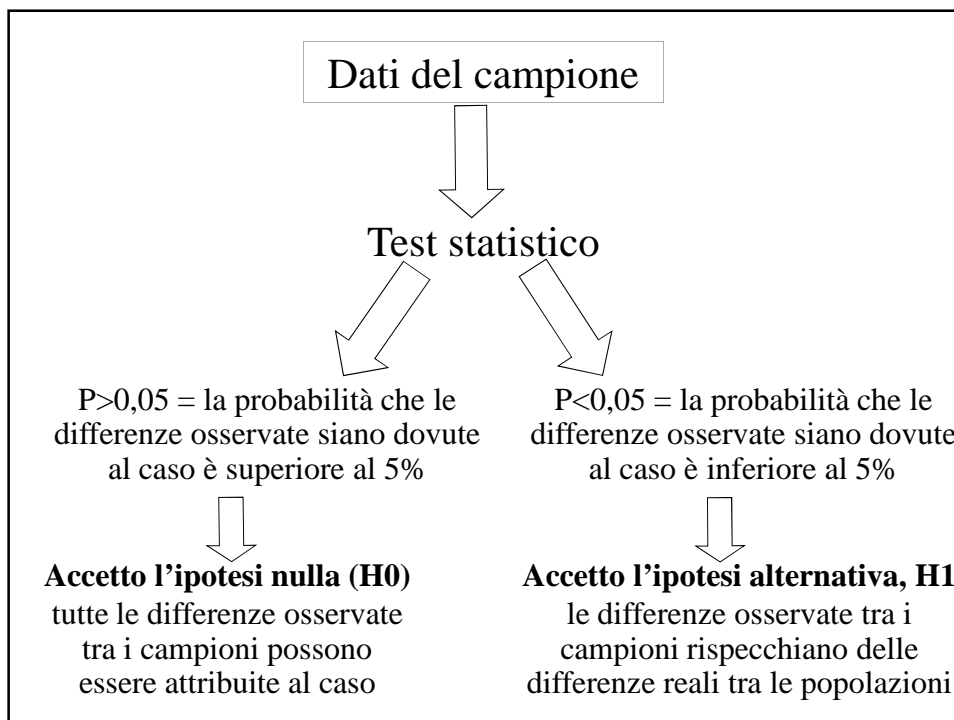 Dati del campione
Test statistico
P>0,05 = la probabilità che le
differenze osservate siano dovute
al caso è superiore al 5%
Accetto l’ipotesi nulla (H0)
tutte le differenze osservate
tra i campioni possono
essere attribuite al caso
P<0,05 = la probabilità che le
differenze osservate siano dovute
al caso è inferiore al 5%
Accetto l’ipotesi alternativa, H1
le differenze osservate tra i
campioni rispecchiano delle
differenze reali tra le popolazioni